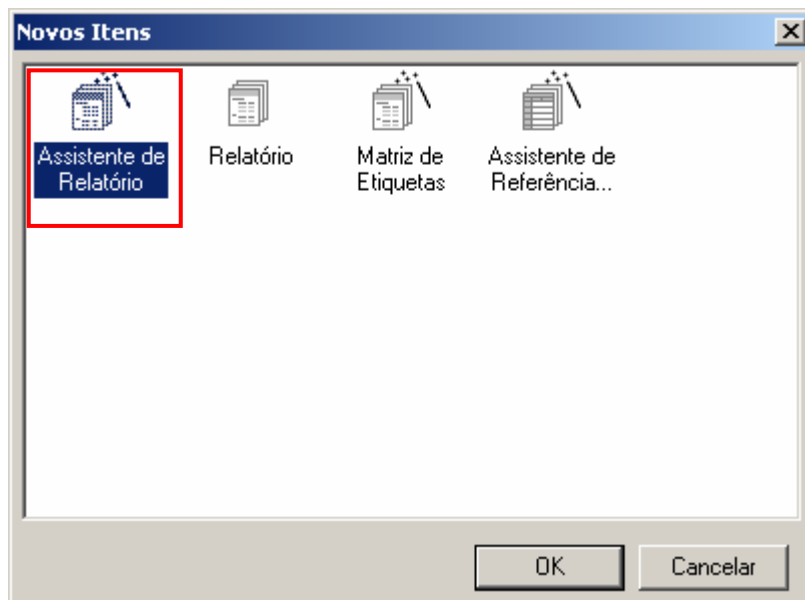 Novos Itens
Assistente de
Relatório
Relatório
Matriz de
Etiquetas
Assistente de
Referência...
OK
Cancelar